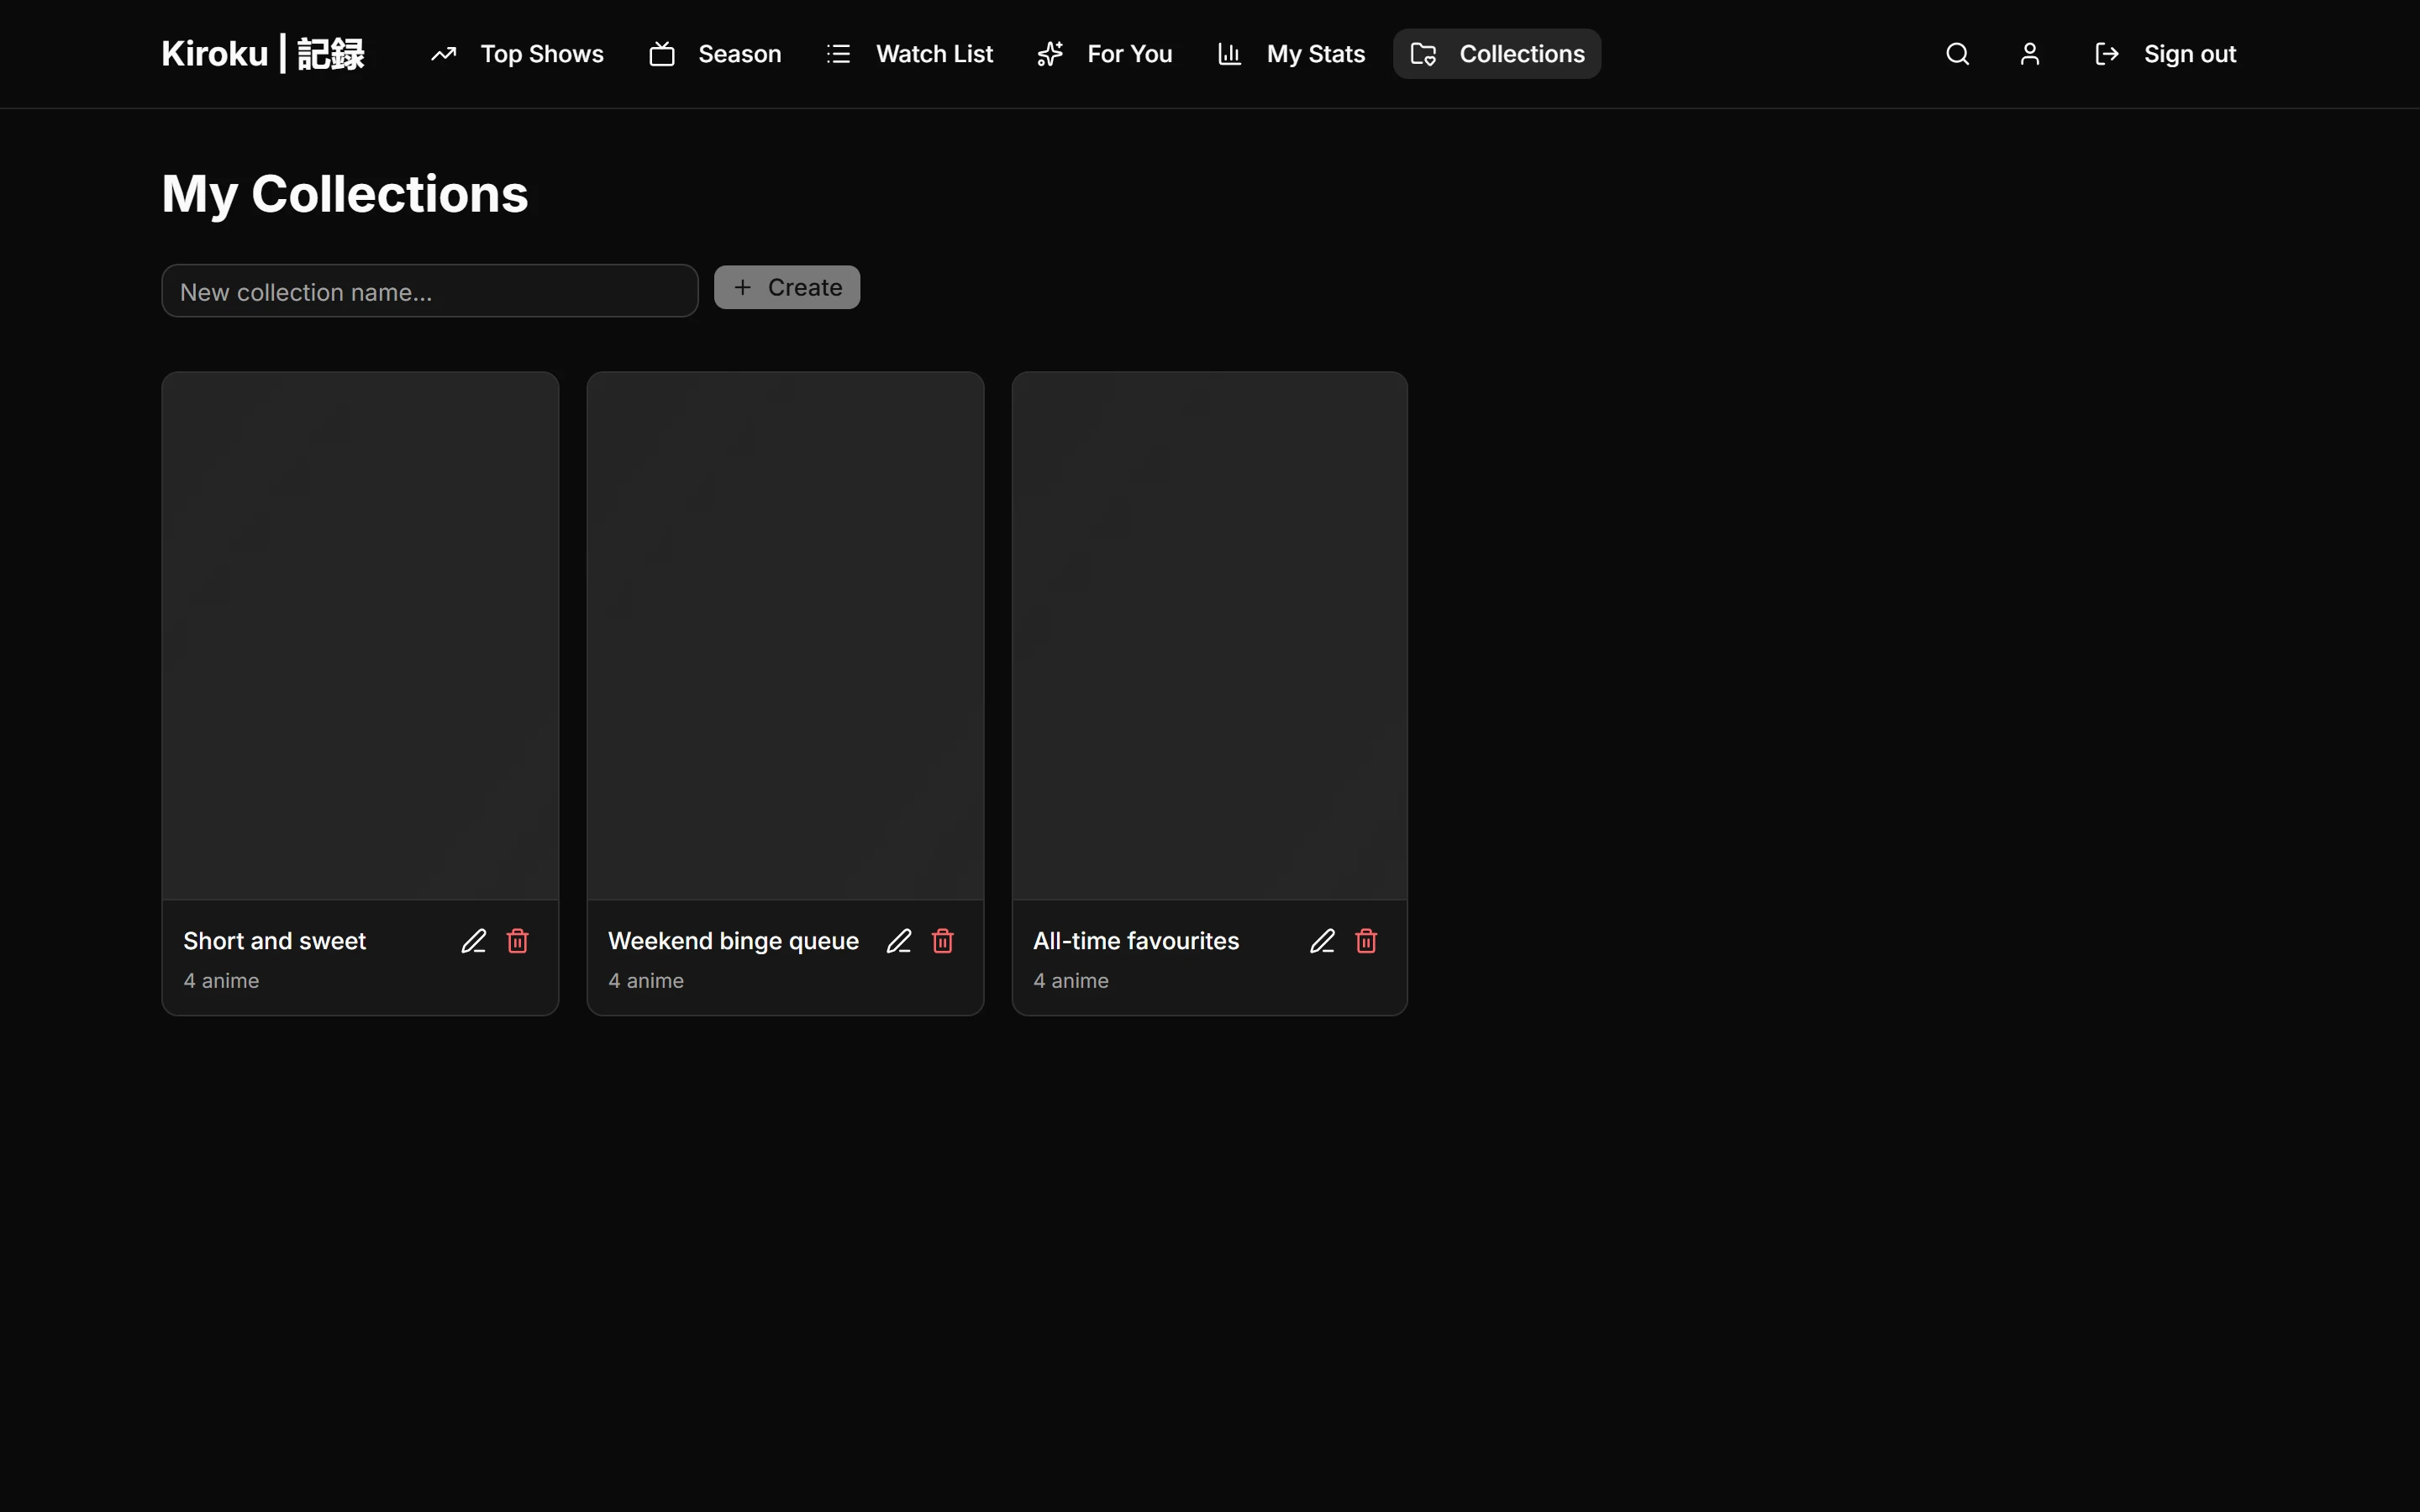 Kiroku | 記録
Top Shows
Season
Watch List
For You
My Stats
Collections
Sign out
My Collections
New collection name...
Create
Short and sweet
4 anime
Weekend binge queue
4 anime
All-time favourites
4 anime